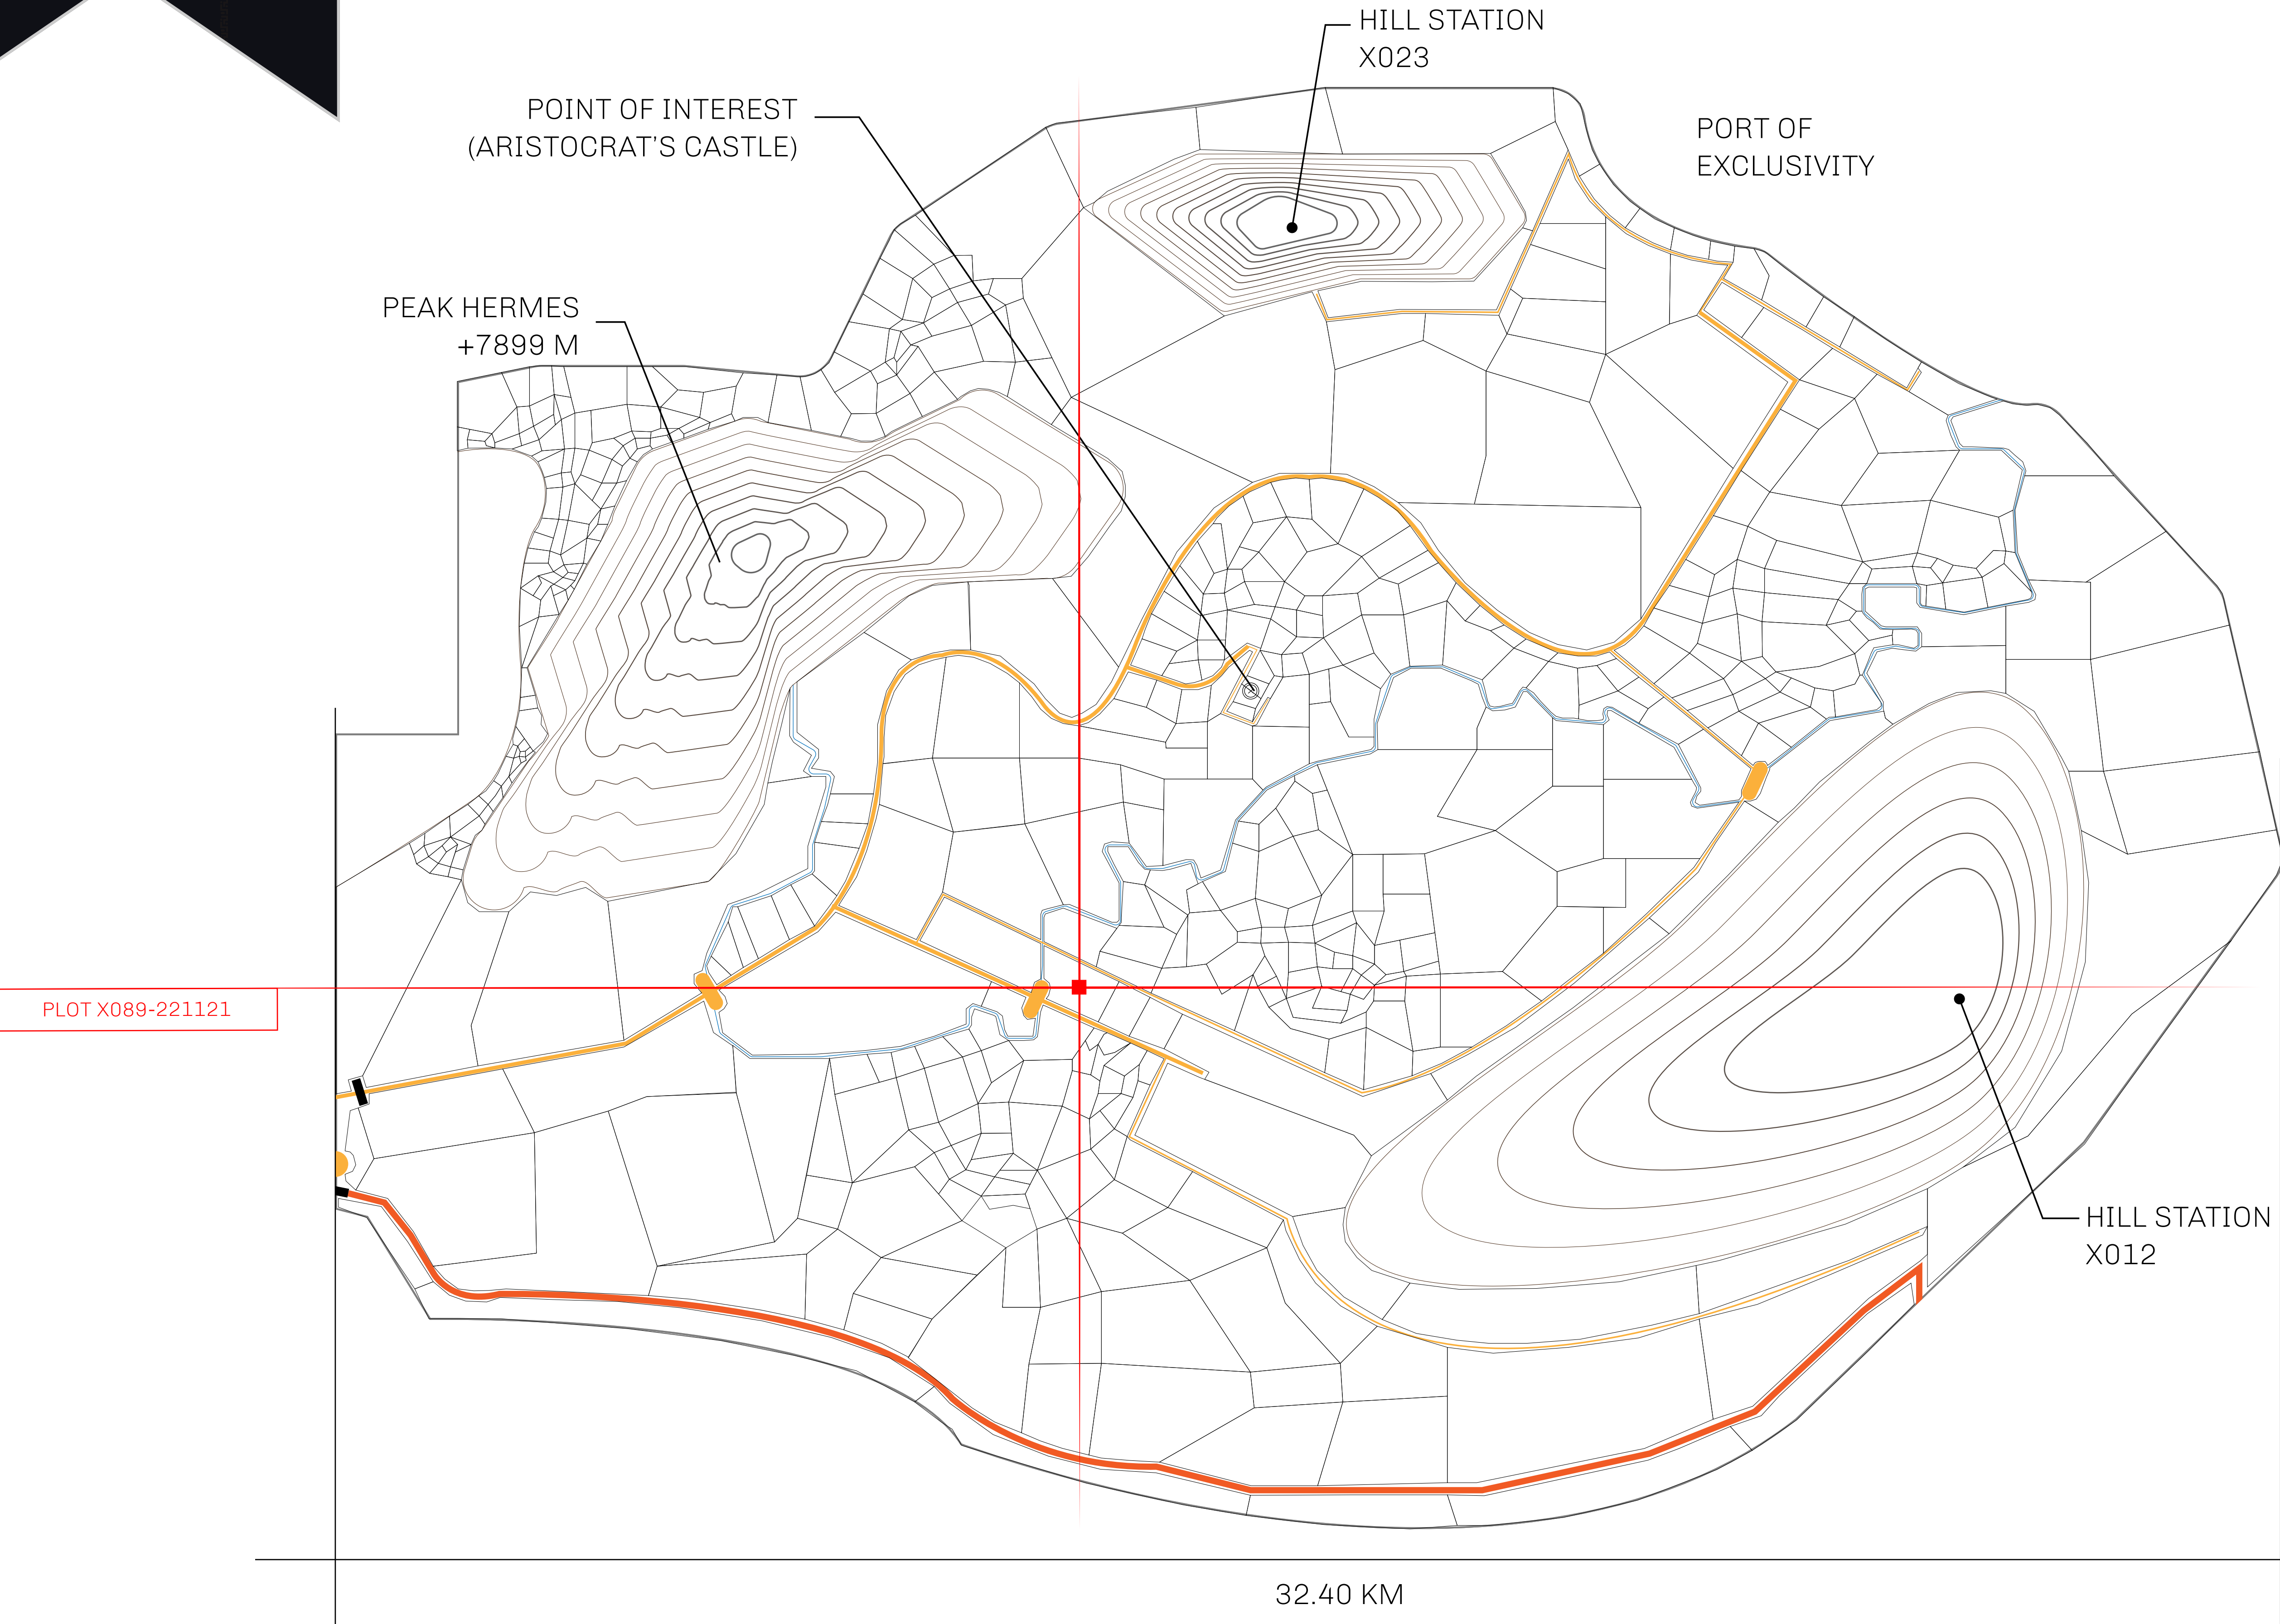 HILL STATION
X023
POINT OF INTEREST
(ARISTOCRAT'S CASTLE)
PORT OF
EXCLUSIVITY
PEAK HERMES
+7899 M
PLOT X089-221121
HILL STATION
X012
32.40 KM